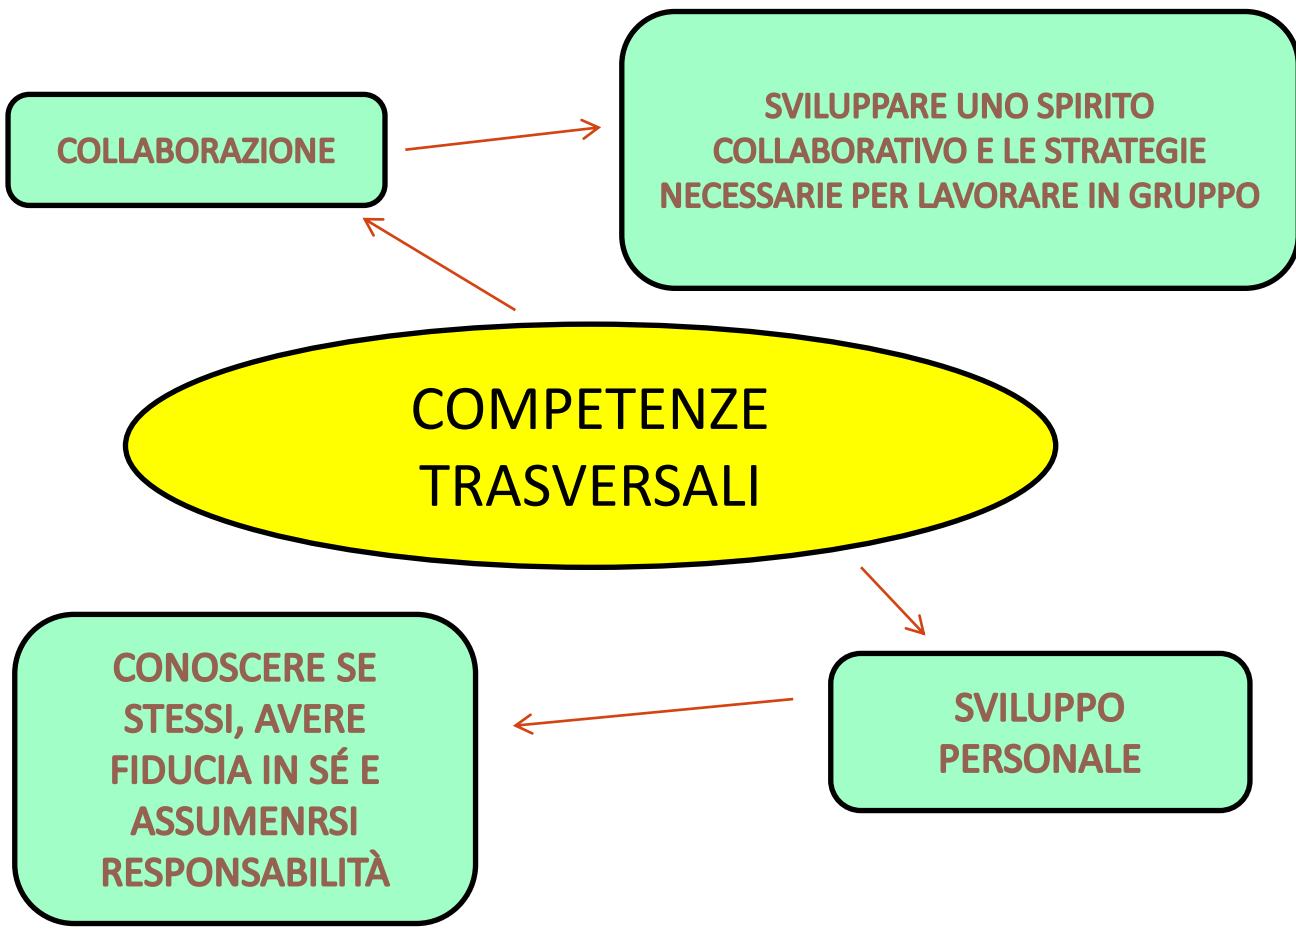 COLLABORAZIONE
SVILUPPARE UNO SPIRITO
COLLABORATIVO E LE STRATEGIE
NECESSARIE PER LAVORARE IN GRUPPO
COMPETENZE
TRASVERSALI
CONOSCERE SE
STESSI, AVERE
FIDUCIA IN SÉ E
ASSUMENRSI
RESPONSABILITÀ
SVILUPPO
PERSONALE